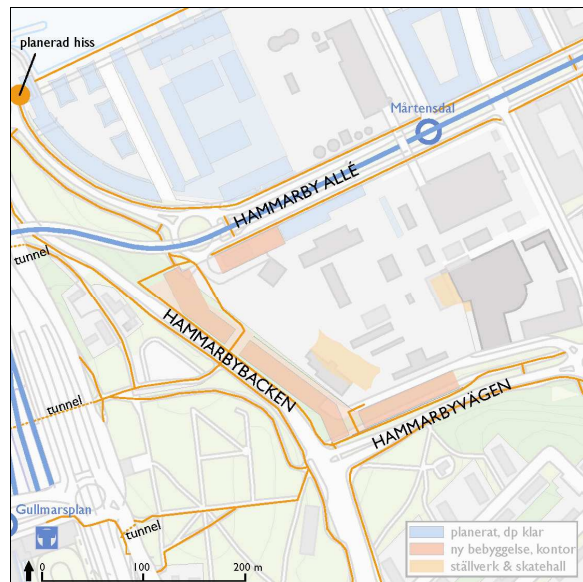 planerad hiss
Mårtensdal
HAMMARBY ALLÉ
tunnel
HAMMARBYBACKEN
tunnel
HAMMARBYVÄGEN
Gullmarsplan
tunnel
planerat, dp klar
ny bebyggelse, kontor
ställverk & skatehall
0 100 200 m